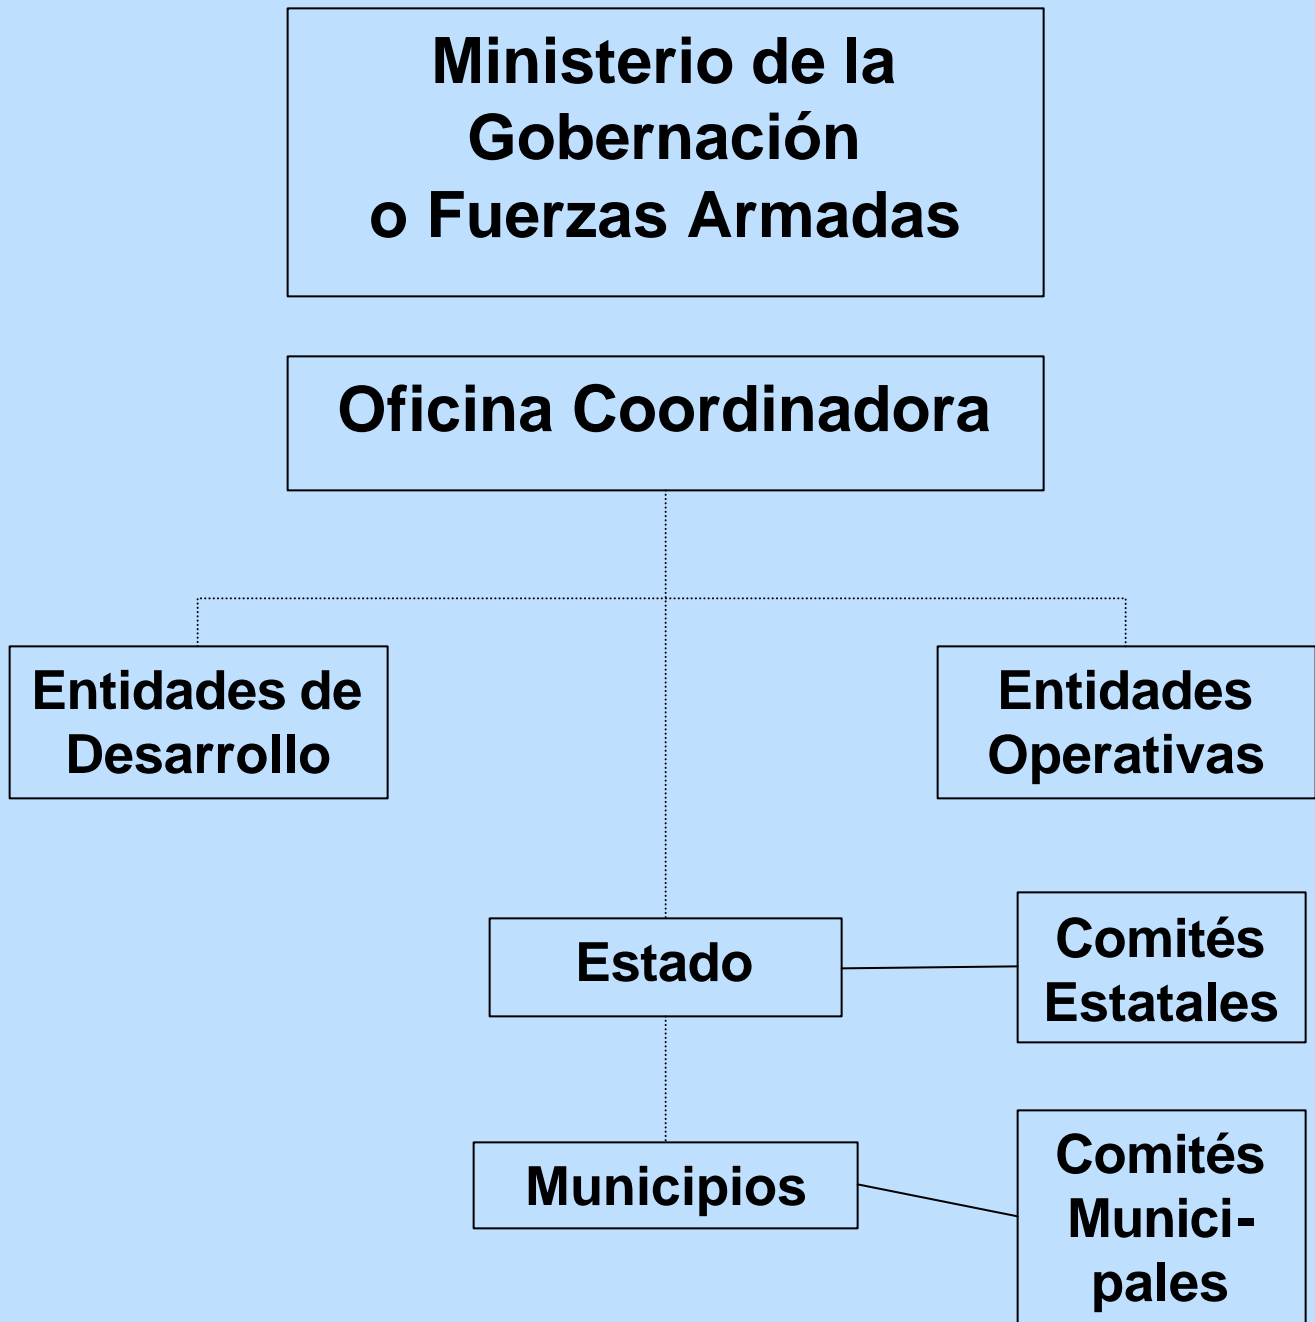 Ministerio de la
Gobernación
o Fuerzas Armadas
Oficina Coordinadora
Entidades de
Desarrollo
Entidades
Operativas
Estado
Comités
Estatales
Municipios
Comités
Munici-
pales